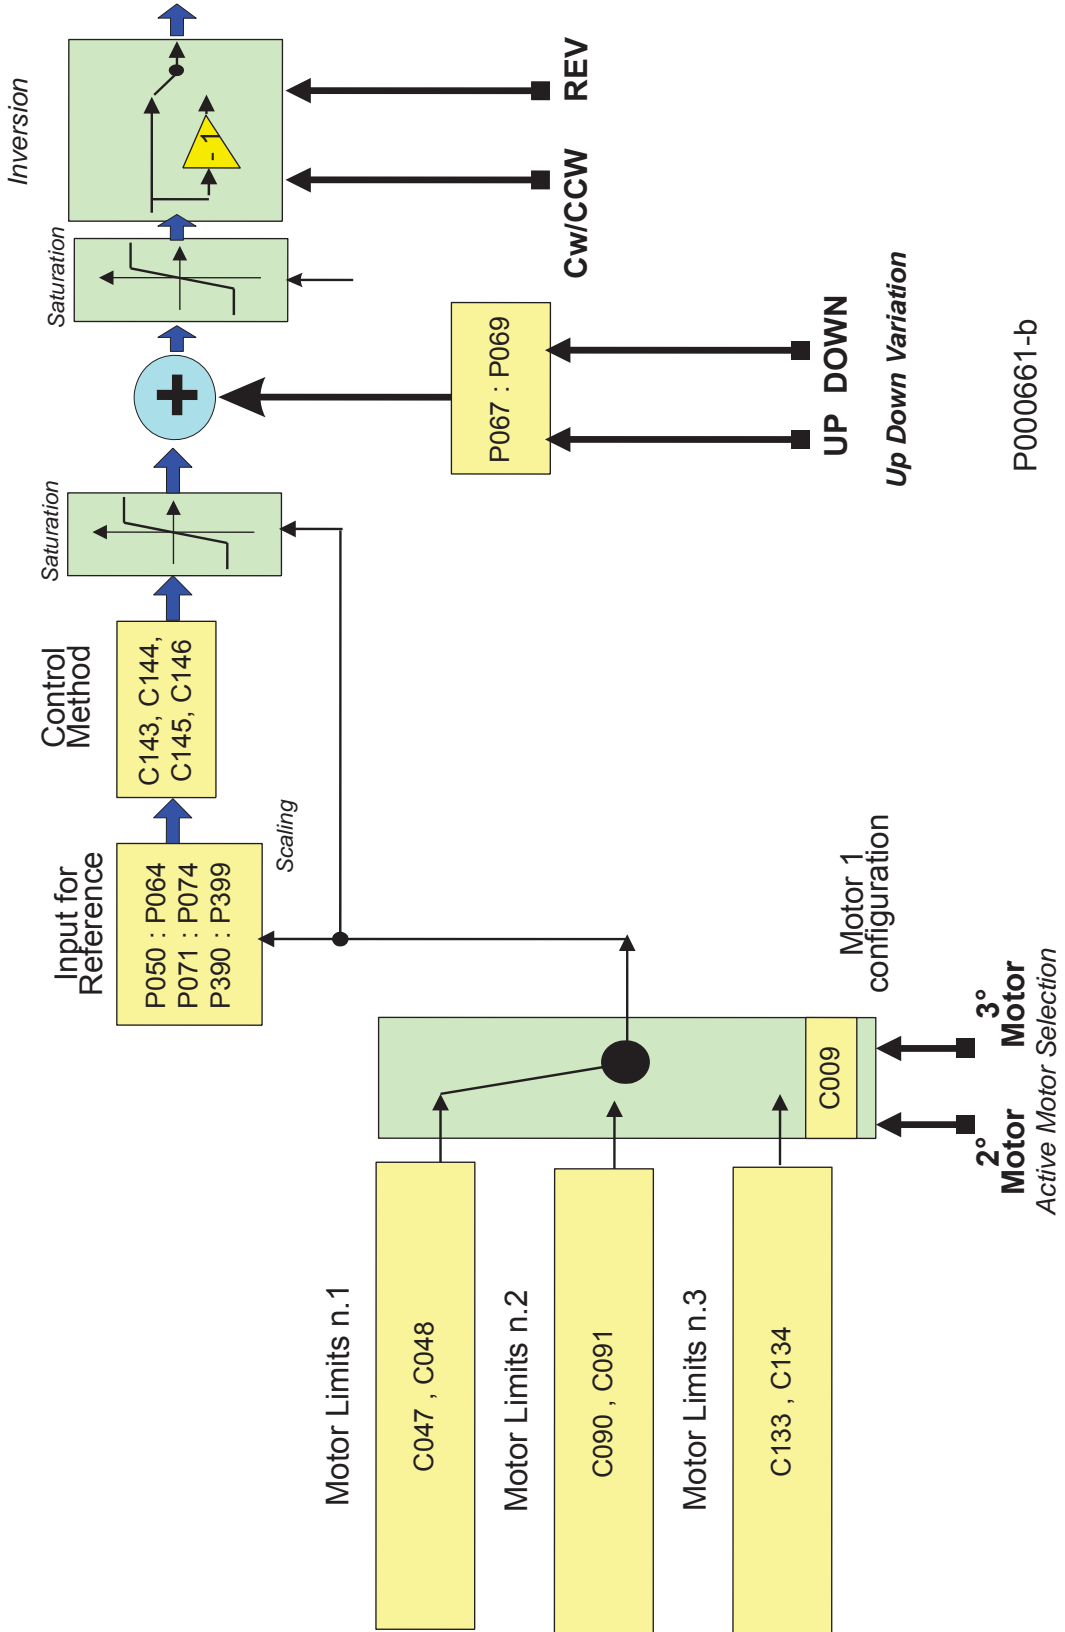 Motor Limits n.1
C047 , C048
Motor Limits n.2
C090 , C091
Motor Limits n.3
C133 , C134
C009
2°
Motor
3°
Motor
Active Motor Selection
Motor 1
configuration
Input for
Reference
P050 : P064
P071 : P074
P390 : P399
Scaling
Control
Method
C143, C144,
C145, C146
Saturation
+
P067 : P069
UP DOWN
Up Down Variation
Saturation
Inversion
- 1
Cw/CCW
REV
P000661-b